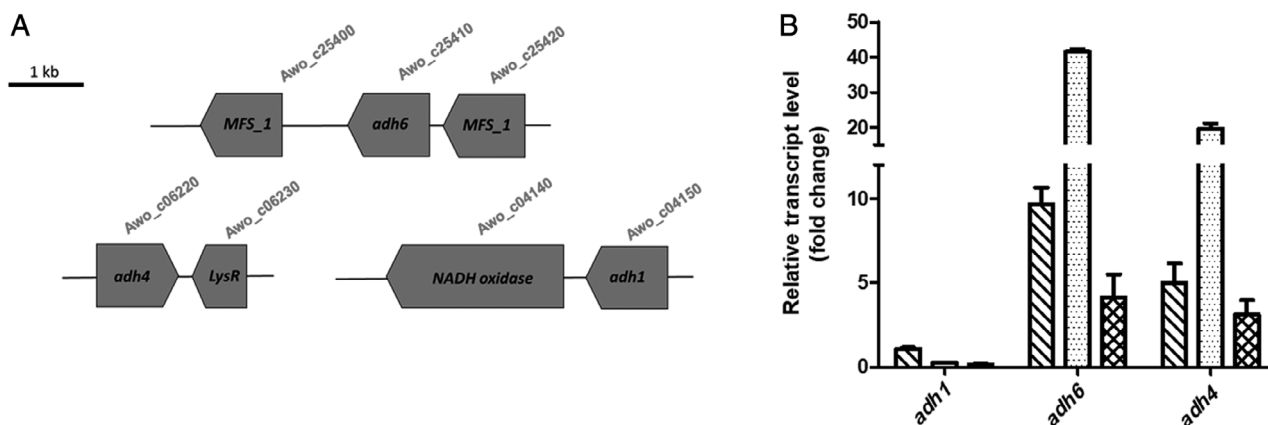 A
1 kb
Awo_c25400
Awo_c25410
Awo_c25420
MFS_1
adh6
MFS_1
Awo_c06220
Awo_c06230
Awo_c04140
Awo_c04150
adh4
LysR
NADH oxidase
adh1
B
Relative transcript level
(fold change)
50
40
30
20
10
5
0
adh1
adh6
adh4